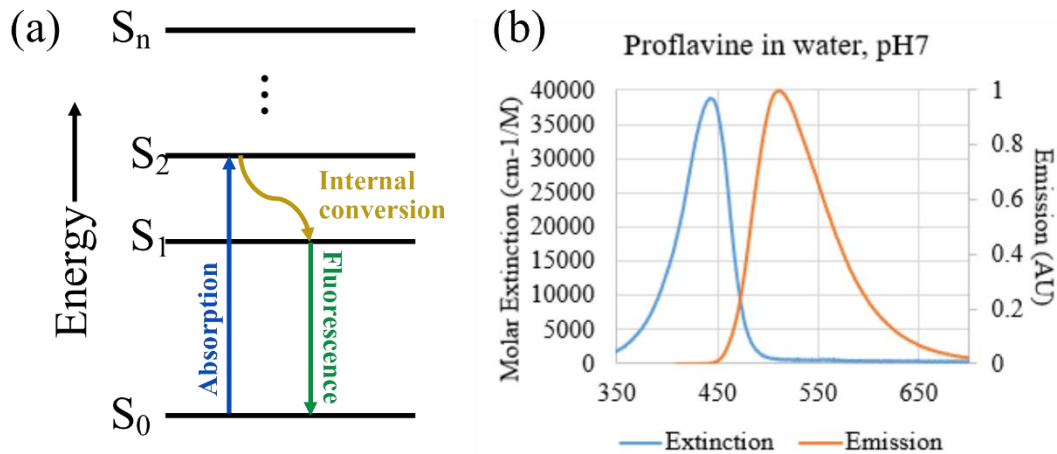 (a)
Sn
S2
S1
S0
Energy
Absorption
Internal
conversion
Fluorescence
(b)
Proflavine in water, pH7
Molar Extinction (cm-1/M)
40000
35000
30000
25000
20000
15000
10000
5000
0
1
0.8
0.6
0.4
0.2
0
Emission (AU)
350 450 550 650
Extinction Emission